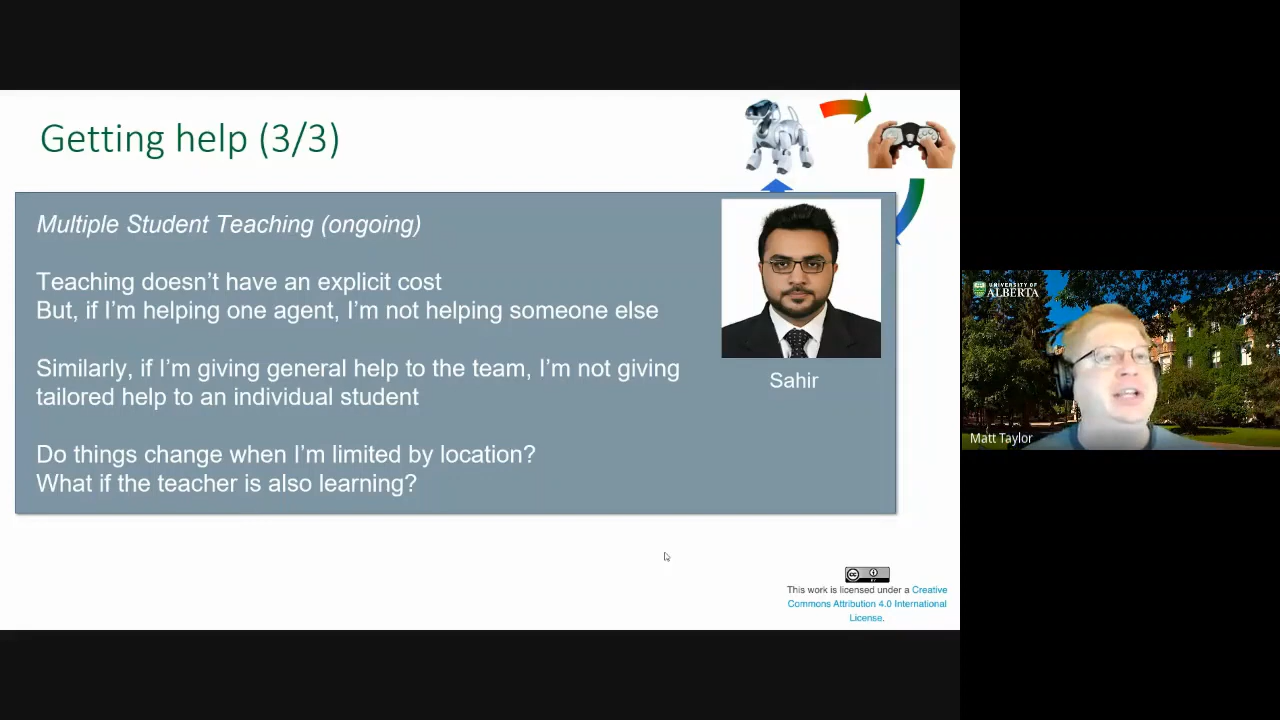 Getting help (3/3)
Multiple Student Teaching (ongoing)
Teaching doesn’t have an explicit cost
But, if I’m helping one agent, I’m not helping someone else
Similarly, if I’m giving general help to the team, I’m not giving
tailored help to an individual student
Do things change when I’m limited by location?
What if the teacher is also learning?
Sahir
CC
BY
This work is licensed under a Creative
Commons Attribution 4.0 International
License.
UNIVERSITY OF
ALBERTA
Matt Taylor